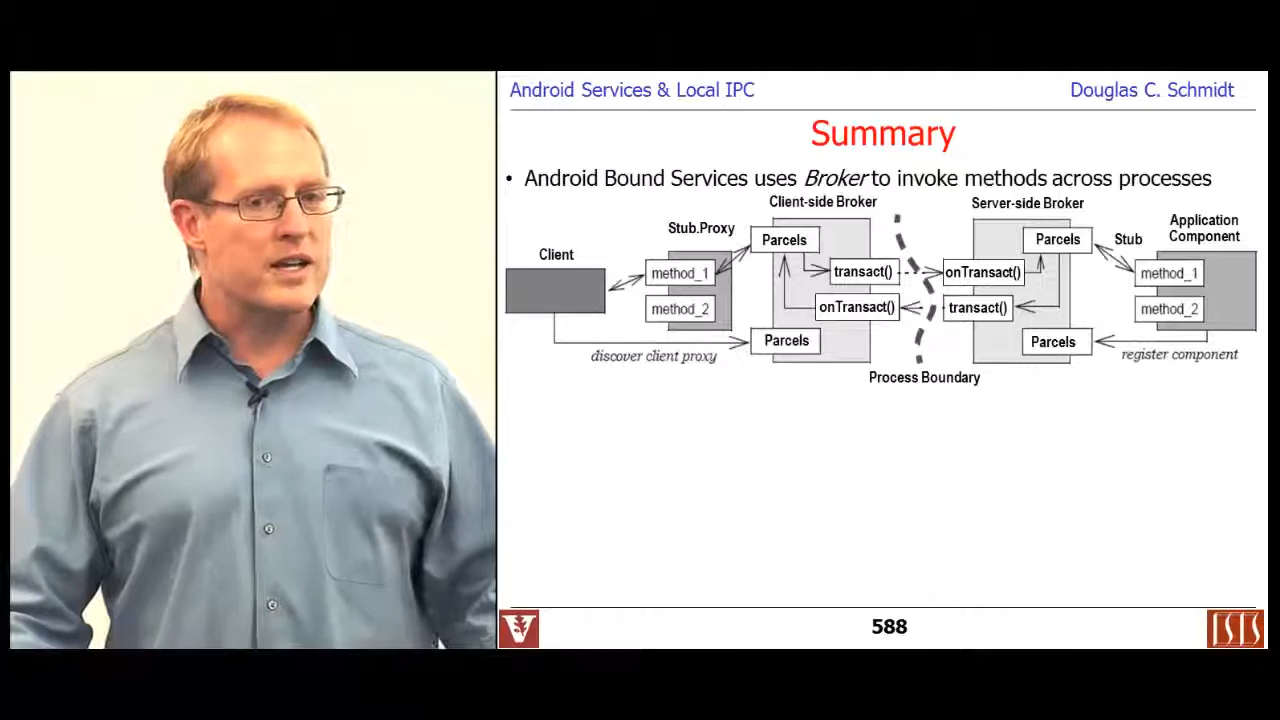 Android Services & Local IPC
Douglas C. Schmidt
Summary
• Android Bound Services uses Broker to invoke methods across processes
Client-side Broker
Server-side Broker
Application
Component
Stub.Proxy
Parcels
Parcels
Stub
Client
method_1
transact()
onTransact()
method_1
method_2
onTransact()
transact()
method_2
Parcels
Parcels
discover client proxy
register component
Process Boundary
V
588
ISIS